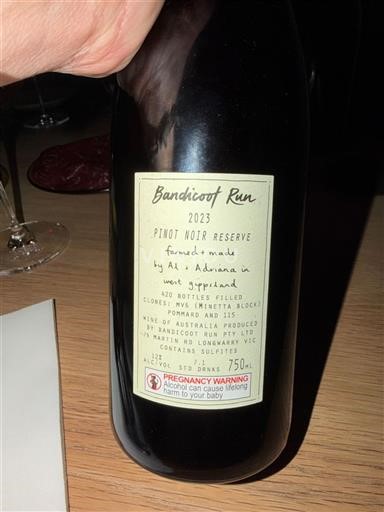 Bandicoot Run
2023
PINOT NOIR RESERVE
farmed + made
by Al + Adriana in
west gippsland
420 BOTTLES FILLED
CLONES: MV6 (MINETTA BLOCK)
POMMARD AND 115
WINE OF AUSTRALIA PRODUCED
BY BANDICOOT RUN PTY LTD
MARTIN RD LONGWARRY VIC
CONTAINS SULFITES
12% 7.1 750ML
ALC/VOL STD DRNKS
PREGNANCY WARNING
Alcohol can cause lifelong
harm to your baby